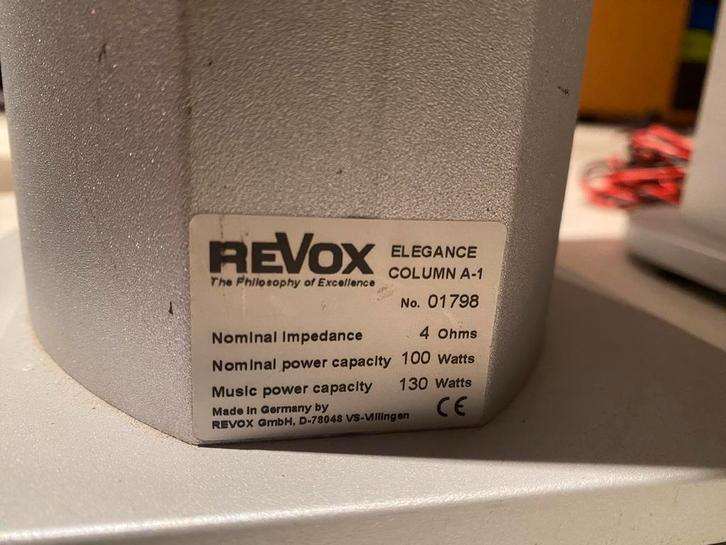 REVOX
The Philosophy of Excellence
ELEGANCE
COLUMN A-1
No. 01798
Nominal impedance 4 Ohms
Nominal power capacity 100 Watts
Music power capacity 130 Watts
Made in Germany by
REVOX GmbH, D-78048 VS-Villingen
CE